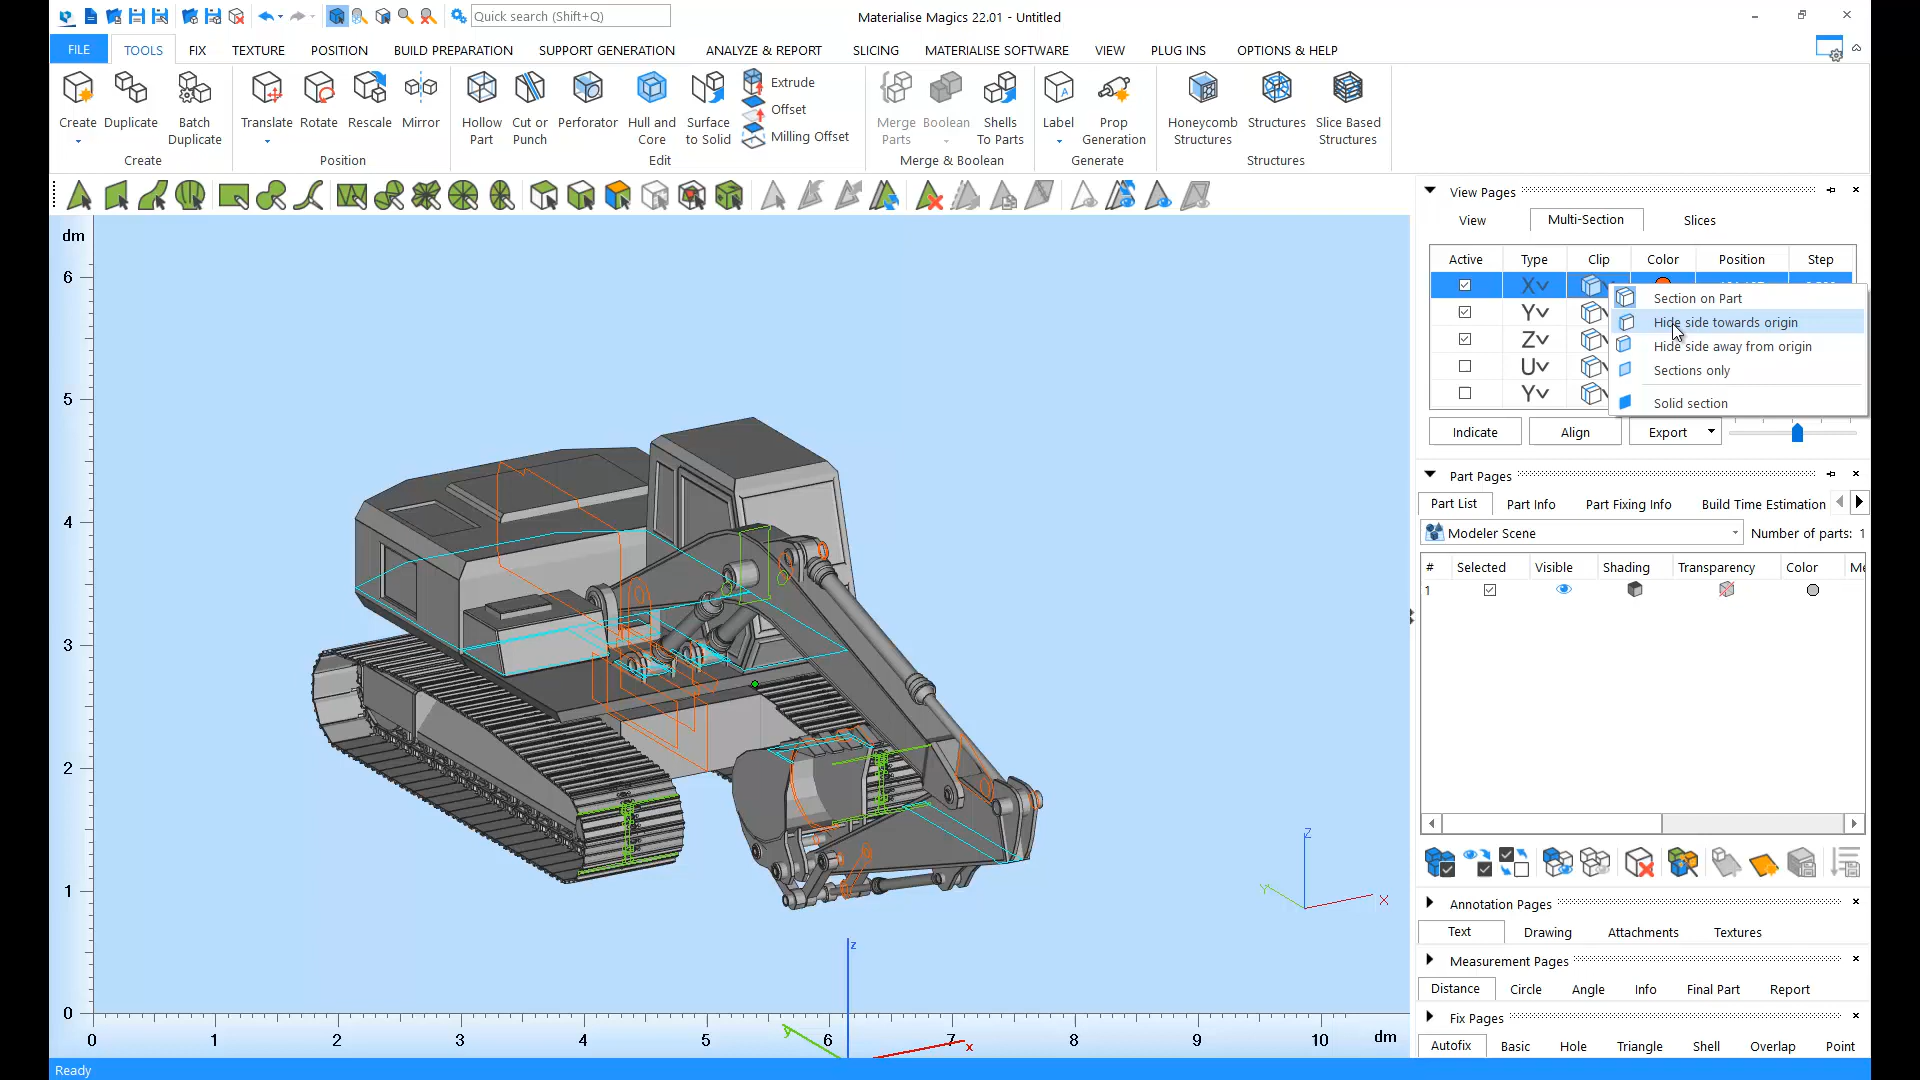 Quick search (Shift+Q)
Materialise Magics 22.01 - Untitled
FILE TOOLS FIX TEXTURE POSITION BUILD PREPARATION SUPPORT GENERATION ANALYZE & REPORT SLICING MATERIALISE SOFTWARE VIEW PLUG INS OPTIONS & HELP
Create Duplicate Batch Duplicate
Create
Translate Rotate Rescale Mirror
Position
Hollow Part Cut or Punch Perforator Hull and Core Surface to Solid
Extrude
Offset
Milling Offset
Edit
Merge Parts Boolean Shells To Parts
Merge & Boolean
Label Prop Generation
Generate
Honeycomb Structures Structures Slice Based Structures
Structures
View Pages
View Multi-Section Slices
Active Type Clip Color Position Step
X
Y
Z
U
Y
Section on Part
Hide side towards origin
Hide side away from origin
Sections only
Solid section
Indicate Align Export
Part Pages
Part List Part Info Part Fixing Info Build Time Estimation
Modeler Scene Number of parts: 1
# Selected Visible Shading Transparency Color Me
1
Annotation Pages
Text Drawing Attachments Textures
Measurement Pages
Distance Circle Angle Info Final Part Report
Fix Pages
Autofix Basic Hole Triangle Shell Overlap Point
dm
6
5
4
3
2
1
0
0 1 2 3 4 5 6 7 8 9 10 dm
z
y
x
Z
Y
X
Ready